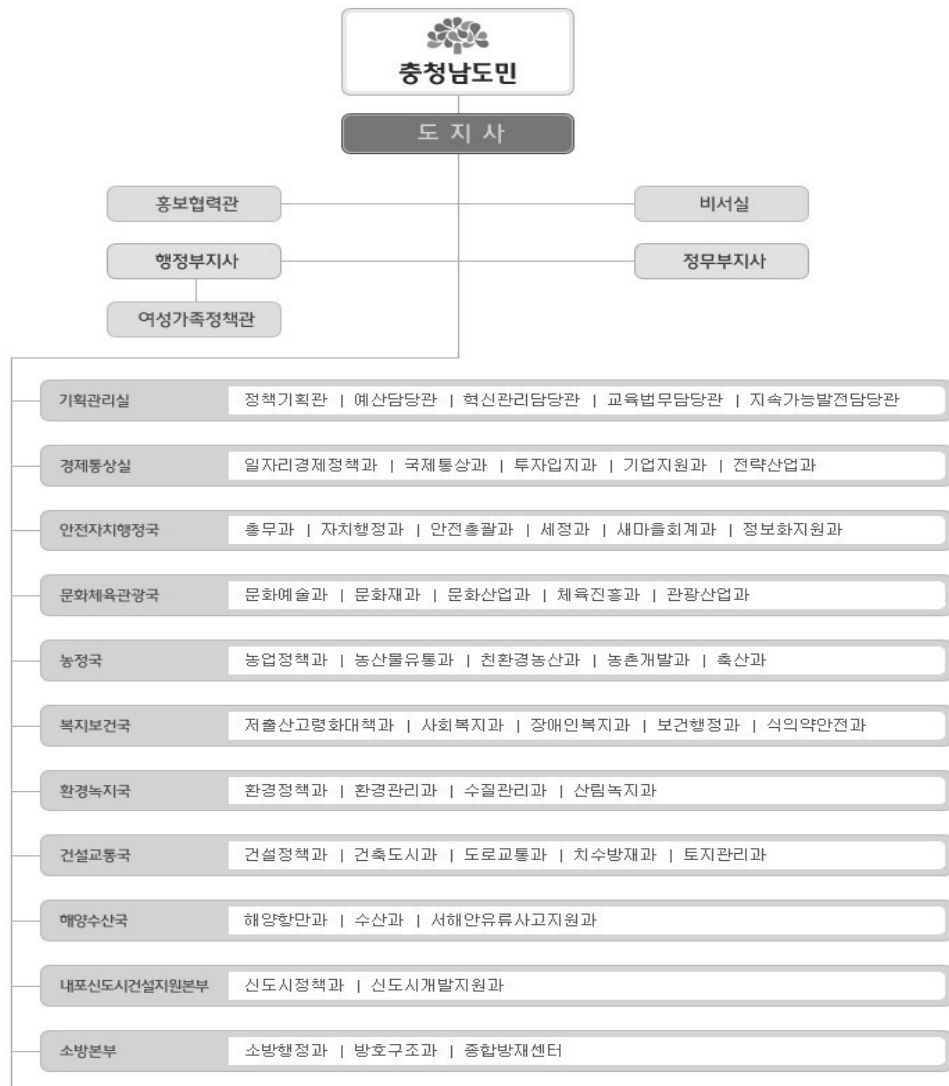 충청남도민
도 지 사
홍보협력관 비서실
행정부지사 정무부지사
여성가족정책관
기획관리실 정책기획관 | 예산담당관 | 혁신관리담당관 | 교육법무담당관 | 지속가능발전담당관
경제통상실 일자리경제정책과 | 국제통상과 | 투자입지과 | 기업지원과 | 전략산업과
안전자치행정국 총무과 | 자치행정과 | 안전총괄과 | 세정과 | 새마을회계과 | 정보화지원과
문화체육관광국 문화예술과 | 문화재과 | 문화산업과 | 체육진흥과 | 관광산업과
농정국 농업정책과 | 농산물유통과 | 친환경농산과 | 농촌개발과 | 축산과
복지보건국 저출산고령화대책과 | 사회복지과 | 장애인복지과 | 보건행정과 | 식의약안전과
환경녹지국 환경정책과 | 환경관리과 | 수질관리과 | 산림녹지과
건설교통국 건설정책과 | 건축도시과 | 도로교통과 | 치수방재과 | 토지관리과
해양수산국 해양항만과 | 수산과 | 서해안유류사고지원과
내포신도시건설지원본부 신도시정책과 | 신도시개발지원과
소방본부 소방행정과 | 방호구조과 | 종합방재센터